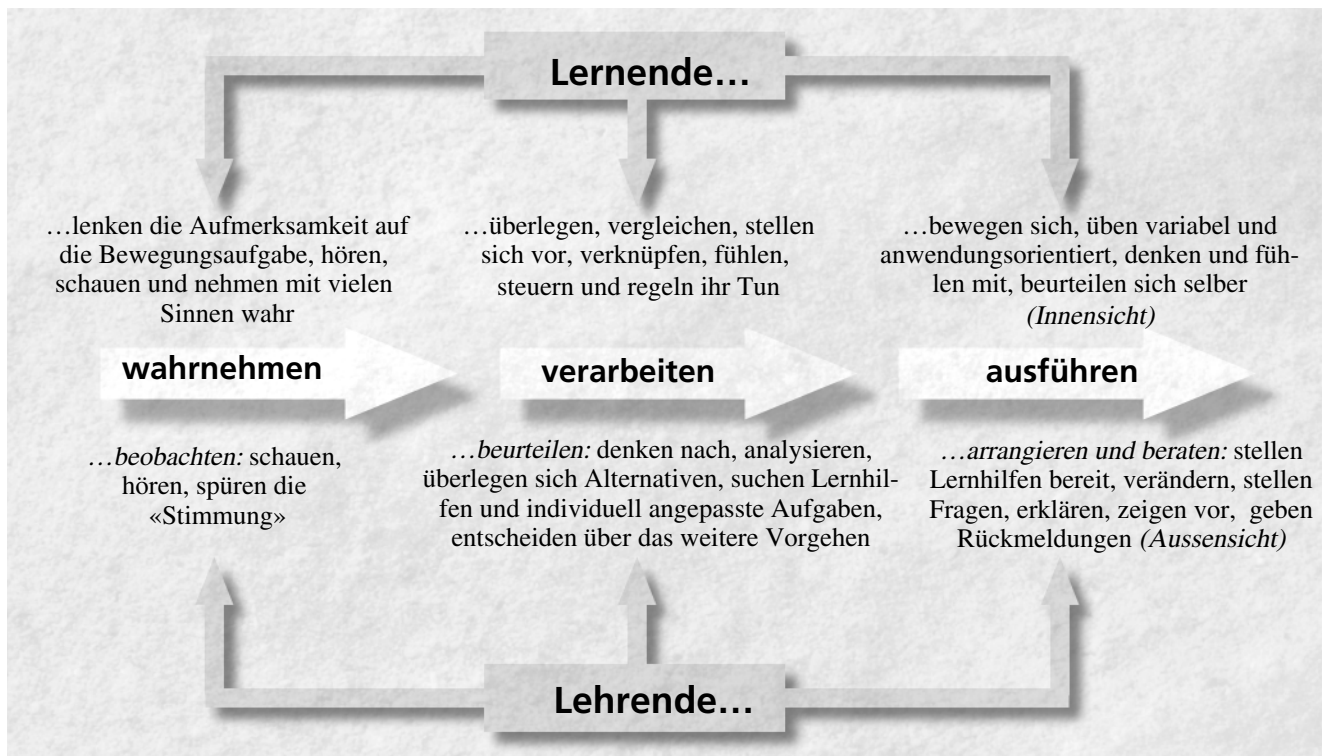 Lernende…
…lenken die Aufmerksamkeit auf
die Bewegungsaufgabe, hören,
schauen und nehmen mit vielen
Sinnen wahr
…überlegen, vergleichen, stellen
sich vor, verknüpfen, fühlen,
steuern und regeln ihr Tun
…bewegen sich, üben variabel und
anwendungsorientiert, denken und füh-
len mit, beurteilen sich selber
(Innensicht)
wahrnehmen
verarbeiten
ausführen
…beobachten: schauen,
hören, spüren die
«Stimmung»
…beurteilen: denken nach, analysieren,
überlegen sich Alternativen, suchen Lernhil-
fen und individuell angepasste Aufgaben,
entscheiden über das weitere Vorgehen
…arrangieren und beraten: stellen
Lernhilfen bereit, verändern, stellen
Fragen, erklären, zeigen vor, geben
Rückmeldungen (Aussensicht)
Lehrende…